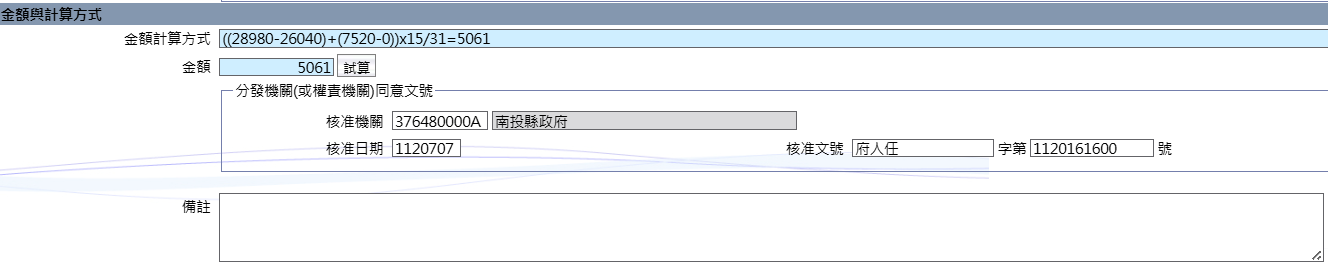 金額與計算方式
金額計算方式 ((28980-26040)+(7520-0))x15/31=5061
金額 5061 試算
分發機關(或權責機關)同意文號
核准機關 376480000A 南投縣政府
核准日期 1120707 核准文號 府人任 字第 1120161600 號
備註